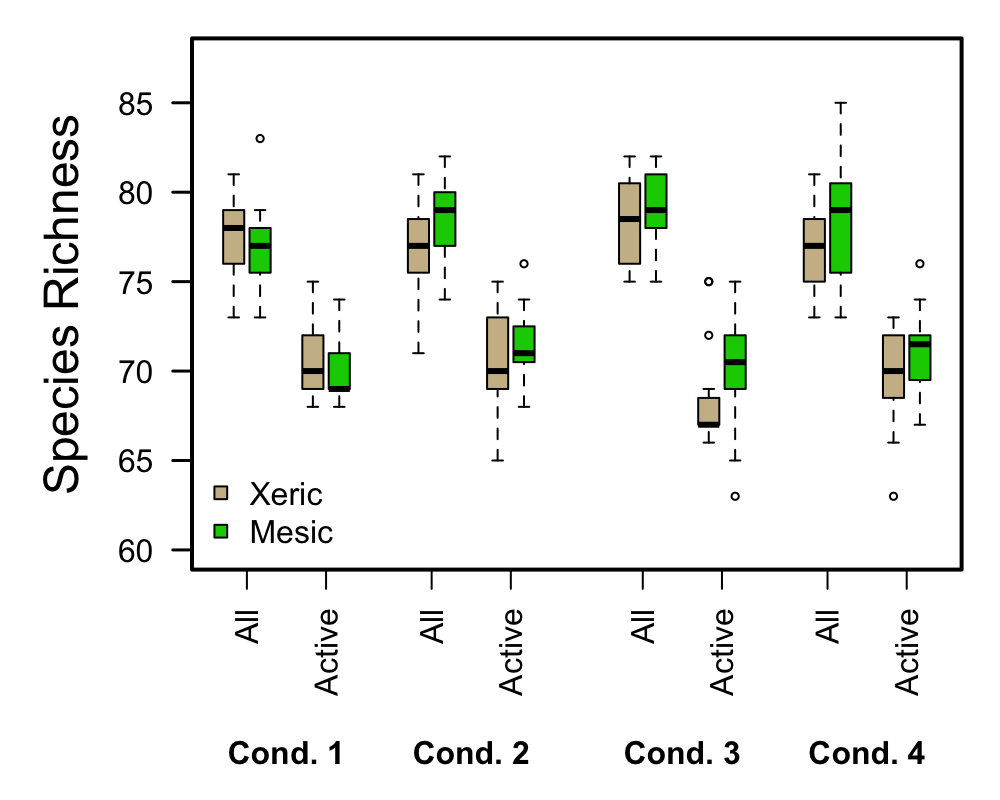 Species Richness
85
80
75
70
65
60
Xeric
Mesic
All Active All Active All Active All Active
Cond. 1 Cond. 2 Cond. 3 Cond. 4